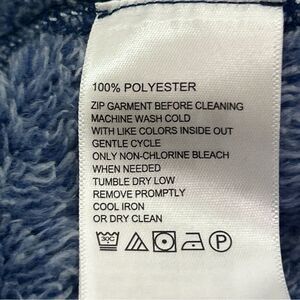 100% POLYESTER
ZIP GARMENT BEFORE CLEANING
MACHINE WASH COLD
WITH LIKE COLORS INSIDE OUT
GENTLE CYCLE
ONLY NON-CHLORINE BLEACH
WHEN NEEDED
TUMBLE DRY LOW
REMOVE PROMPTLY
COOL IRON
OR DRY CLEAN
30C P